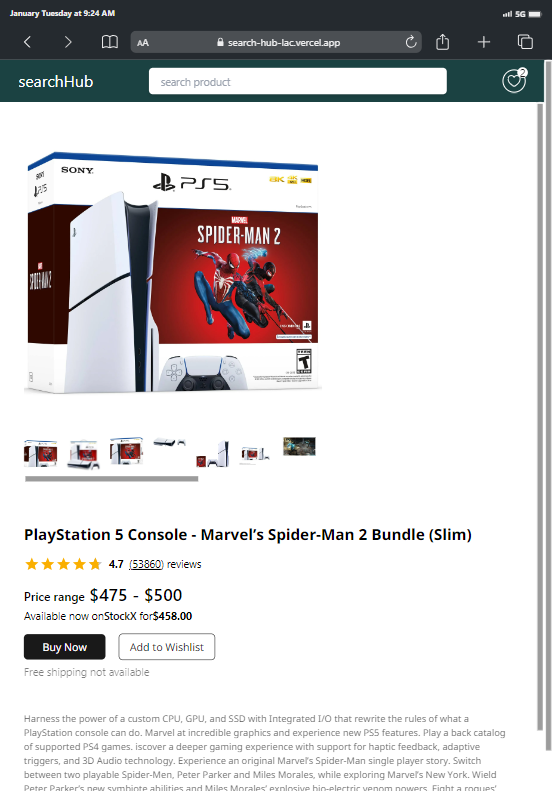 January Tuesday at 9:24 AM
5G
AA
search-hub-lac.vercel.app
searchHub
search product
2
SONY
SONY
PS5
PS5
4K
HDR
MARVEL
SPIDER-MAN 2
SPIDER-MAN 2
T
PlayStation 5 Console - Marvel’s Spider-Man 2 Bundle (Slim)
4.7 (53860) reviews
Price range $475 - $500
Available now onStockX for$458.00
Buy Now
Add to Wishlist
Free shipping not available
Harness the power of a custom CPU, GPU, and SSD with Integrated I/O that rewrite the rules of what a
PlayStation console can do. Marvel at incredible graphics and experience new PS5 features. Play a back catalog
of supported PS4 games. iscover a deeper gaming experience with support for haptic feedback, adaptive
triggers, and 3D Audio technology. Experience an original Marvel’s Spider-Man single player story. Switch
between two playable Spider-Men, Peter Parker and Miles Morales, while exploring Marvel’s New York. Wield
Peter Parker’s new symbiote abilities and Miles Morales’ explosive bio-electric venom powers. Fight a rogues’